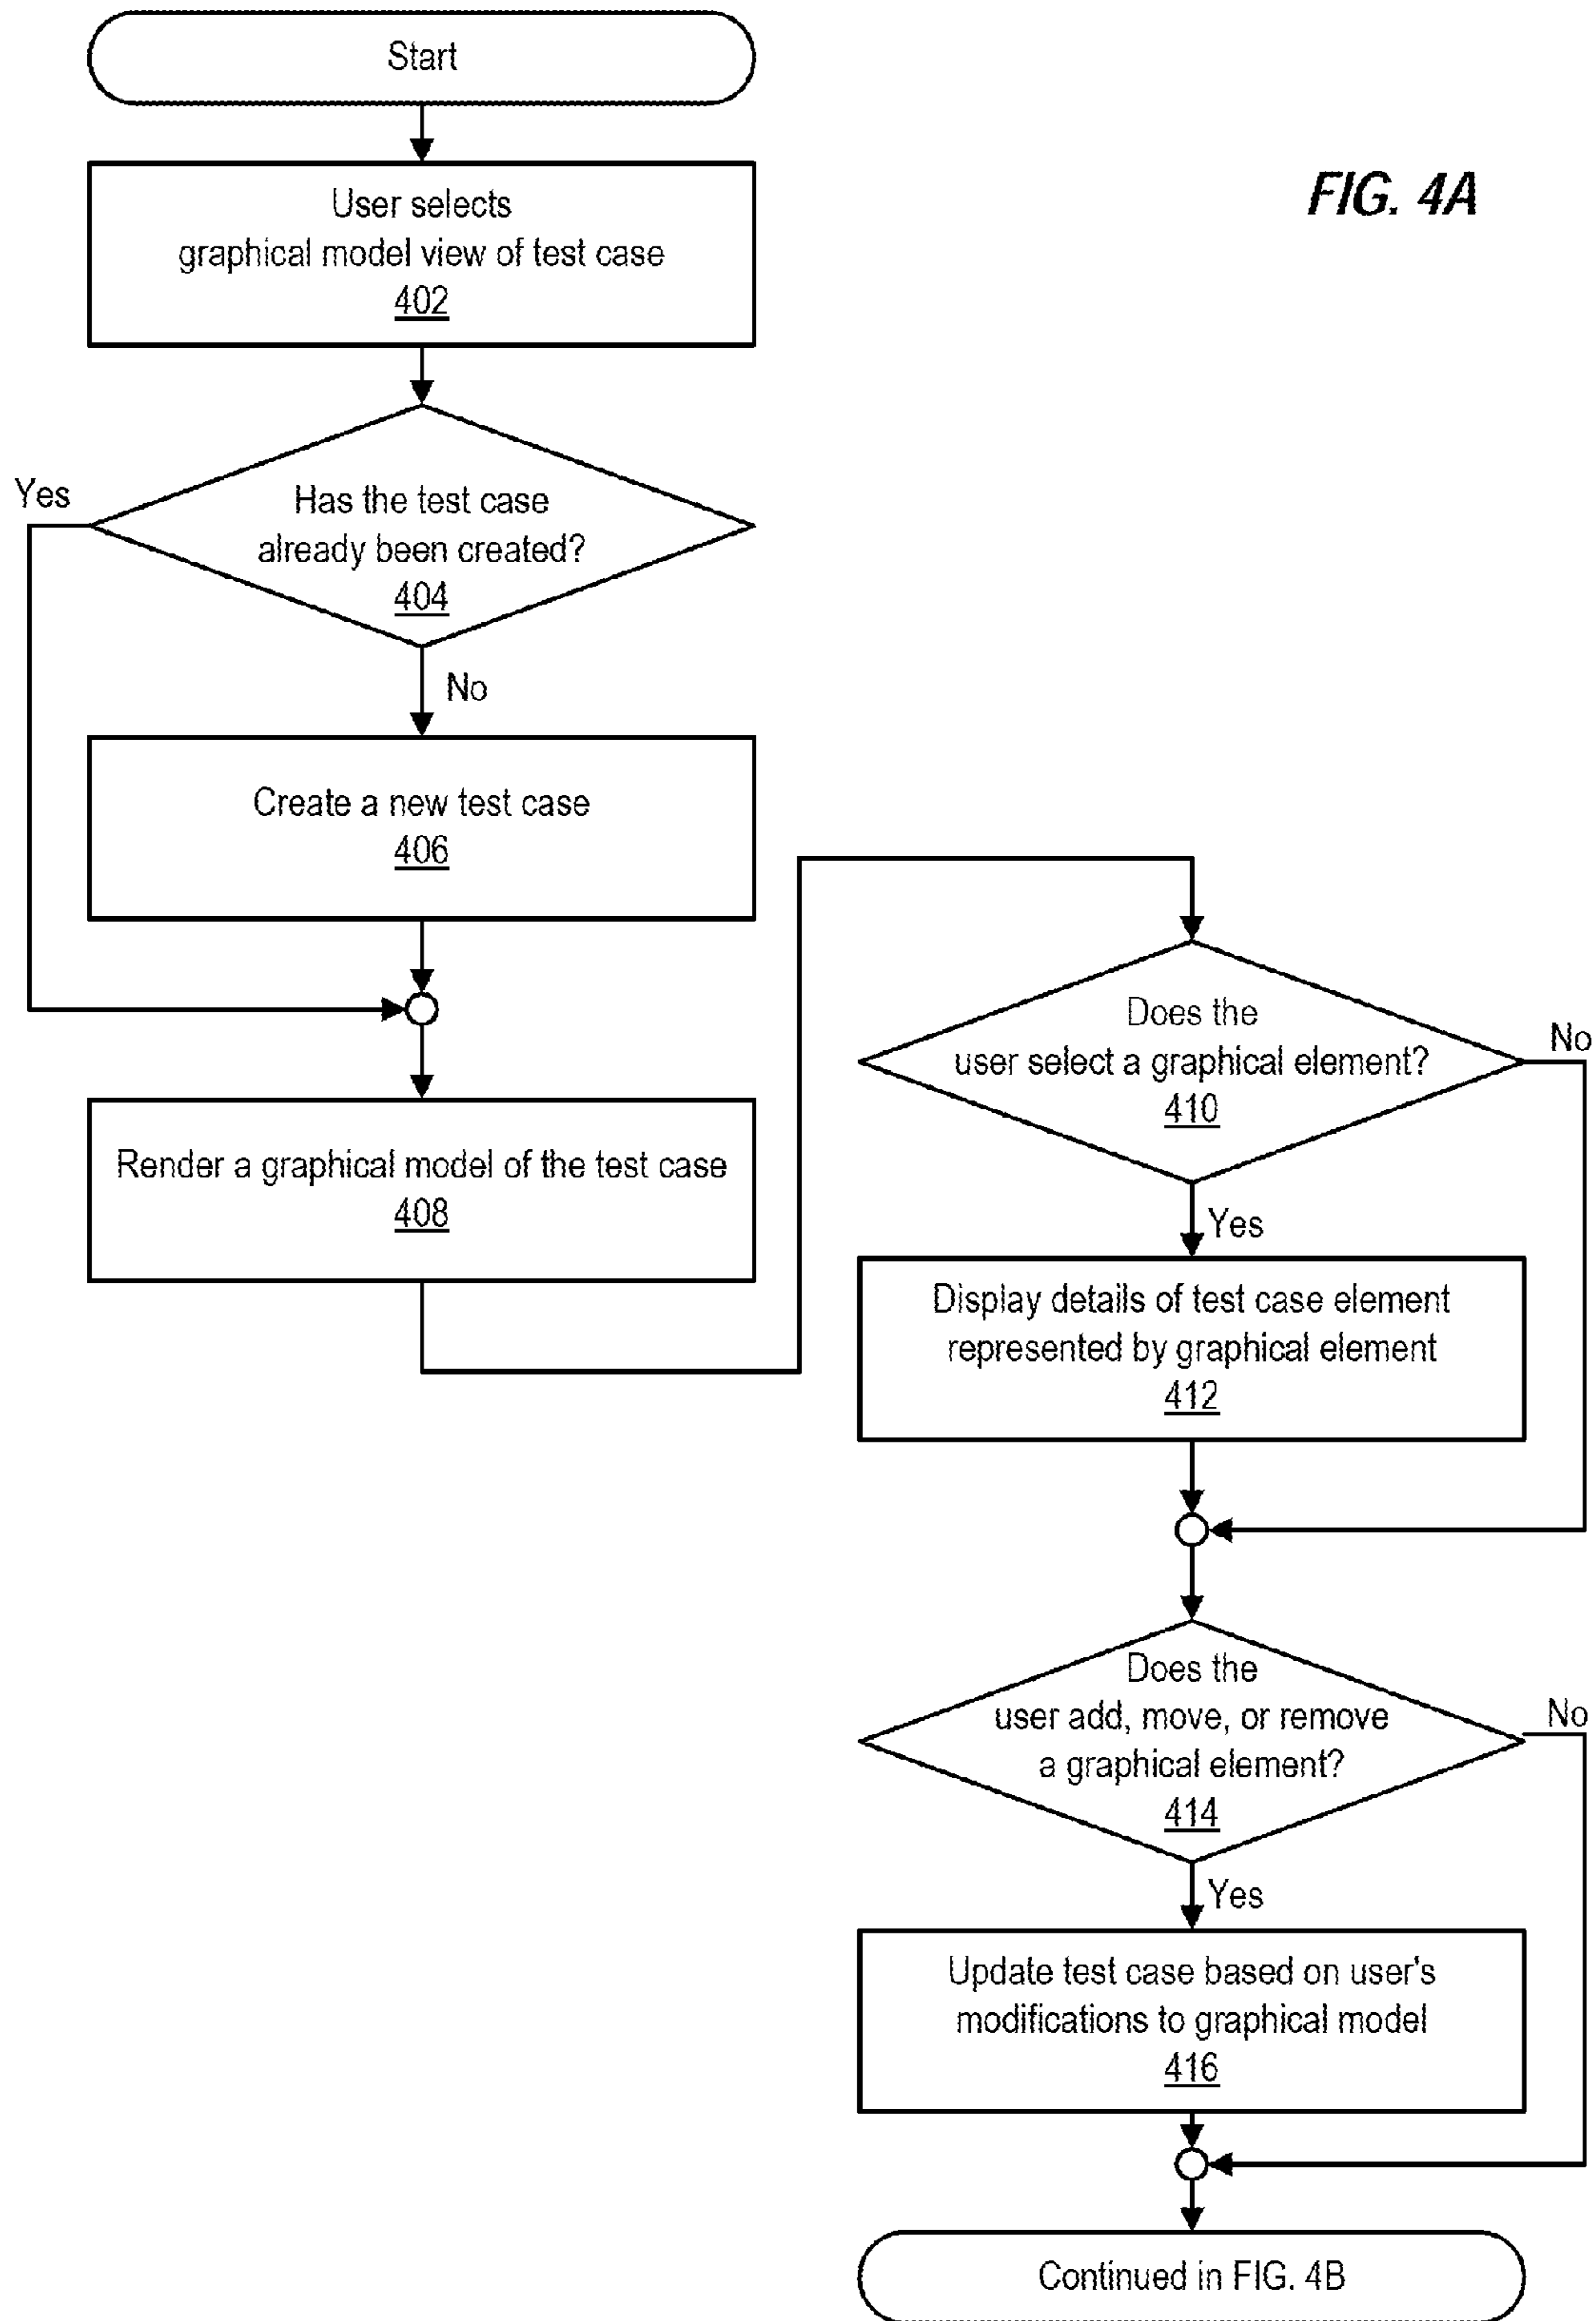 Start
FIG. 4A
User selects
graphical model view of test case
402
Yes
Has the test case
already been created?
404
No
Create a new test case
406
Render a graphical model of the test case
408
Does the
user select a graphical element?
410
No
Yes
Display details of test case element
represented by graphical element
412
Does the
user add, move, or remove
a graphical element?
414
No
Yes
Update test case based on user's
modifications to graphical model
416
Continued in FIG. 4B